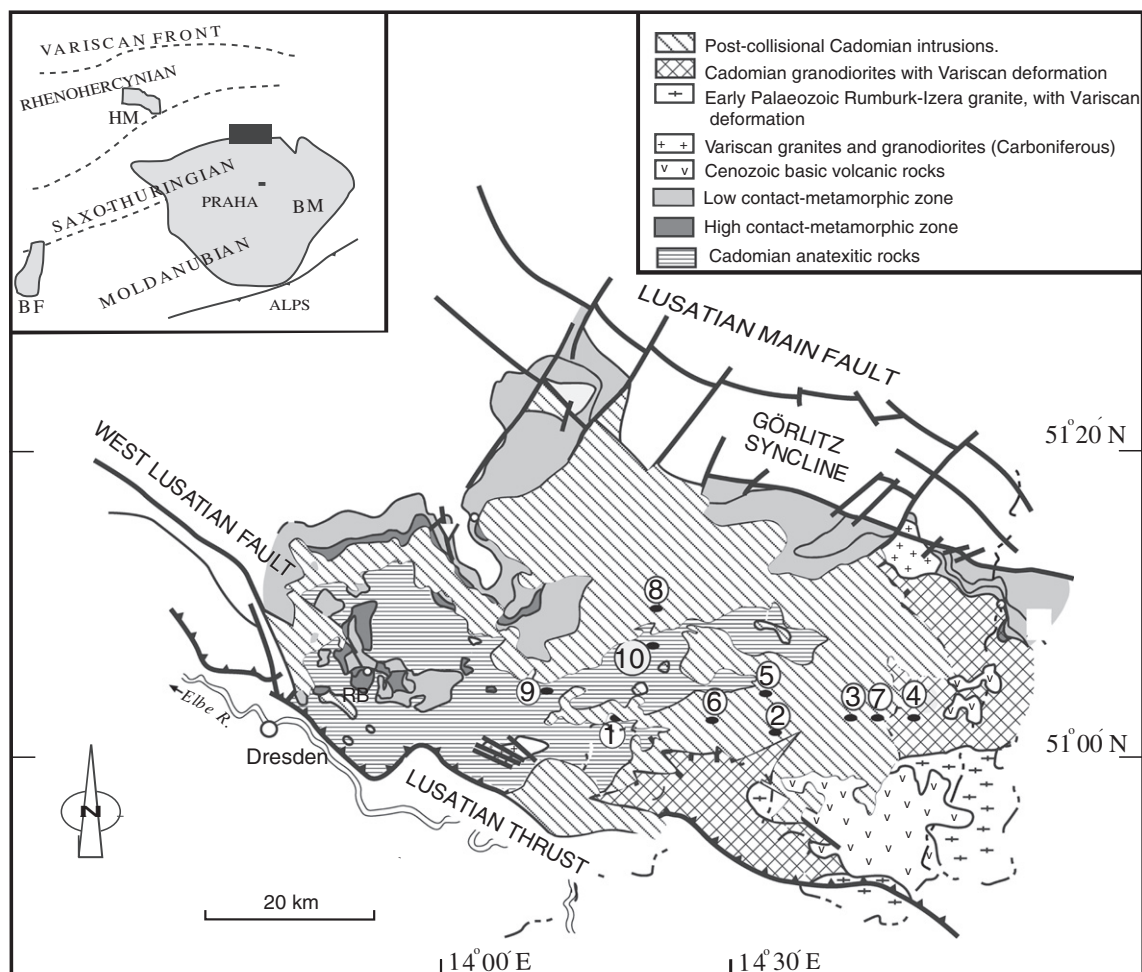 VARISCAN FRONT
RHENOHERCYNIAN
HM
SAXO-THURINGIAN
PRAHA
BM
MOLDANUBIAN
BF
ALPS
Post-collisional Cadomian intrusions.
Cadomian granodiorites with Variscan deformation
Early Palaeozoic Rumburk-Izera granite, with Variscan
deformation
Variscan granites and granodiorites (Carboniferous)
Cenozoic basic volcanic rocks
Low contact-metamorphic zone
High contact-metamorphic zone
Cadomian anatexitic rocks
LUSATIAN MAIN FAULT
GÖRLITZ
SYNCLINE
51°20´ N
WEST LUSATIAN FAULT
8
10
RB
9
5
3
7
4
6
2
1
Elbe R.
Dresden
51°00´ N
LUSATIAN THRUST
N
20 km
14°00´ E
14°30´ E